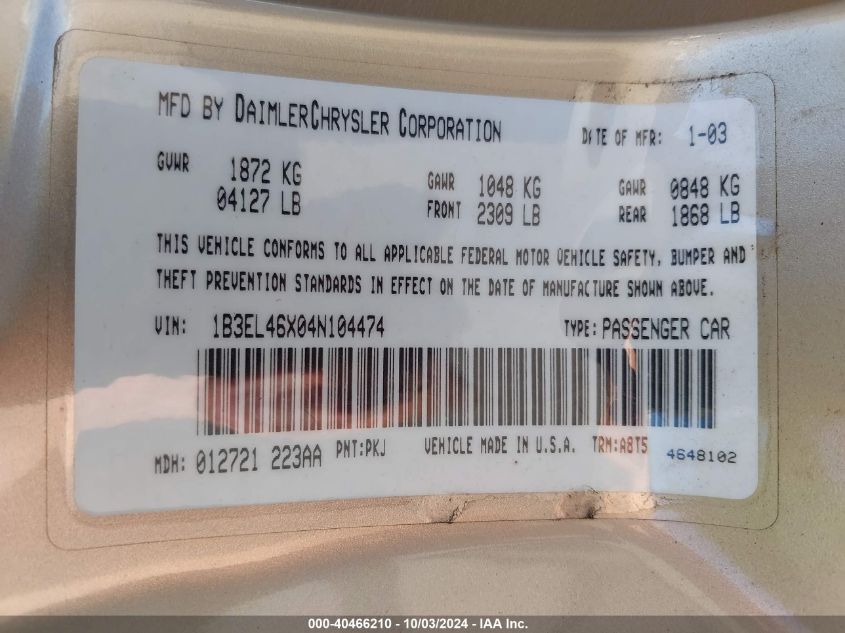 MFD BY DAIMLERCHRYSLER CORPORATION DATE OF MFR: 1-03
GVWR 1872 KG GAWR 1048 KG GAWR 0848 KG
04127 LB FRONT 2309 LB REAR 1868 LB
THIS VEHICLE CONFORMS TO ALL APPLICABLE FEDERAL MOTOR VEHICLE SAFETY, BUMPER AND
THEFT PREVENTION STANDARDS IN EFFECT ON THE DATE OF MANUFACTURE SHOWN ABOVE.
VIN: 1B3EL46X04N104474 TYPE: PASSENGER CAR
MDH: 012721 223AA PNT:PKJ VEHICLE MADE IN U.S.A. TRM:A8T5 4648102
000-40466210 - 10/03/2024 - IAA Inc.